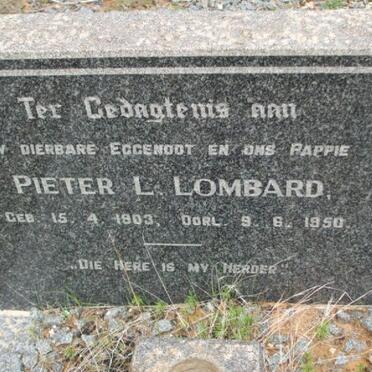 Ter Gedagtenis aan
Y DIERBARE EGGENOOT EN ONS PAPPIE
PIETER L. LOMBARD.
GEB. 15. 4. 1903. OORL. 9. 6. 1950.
"DIE HERE IS MY HERDER"